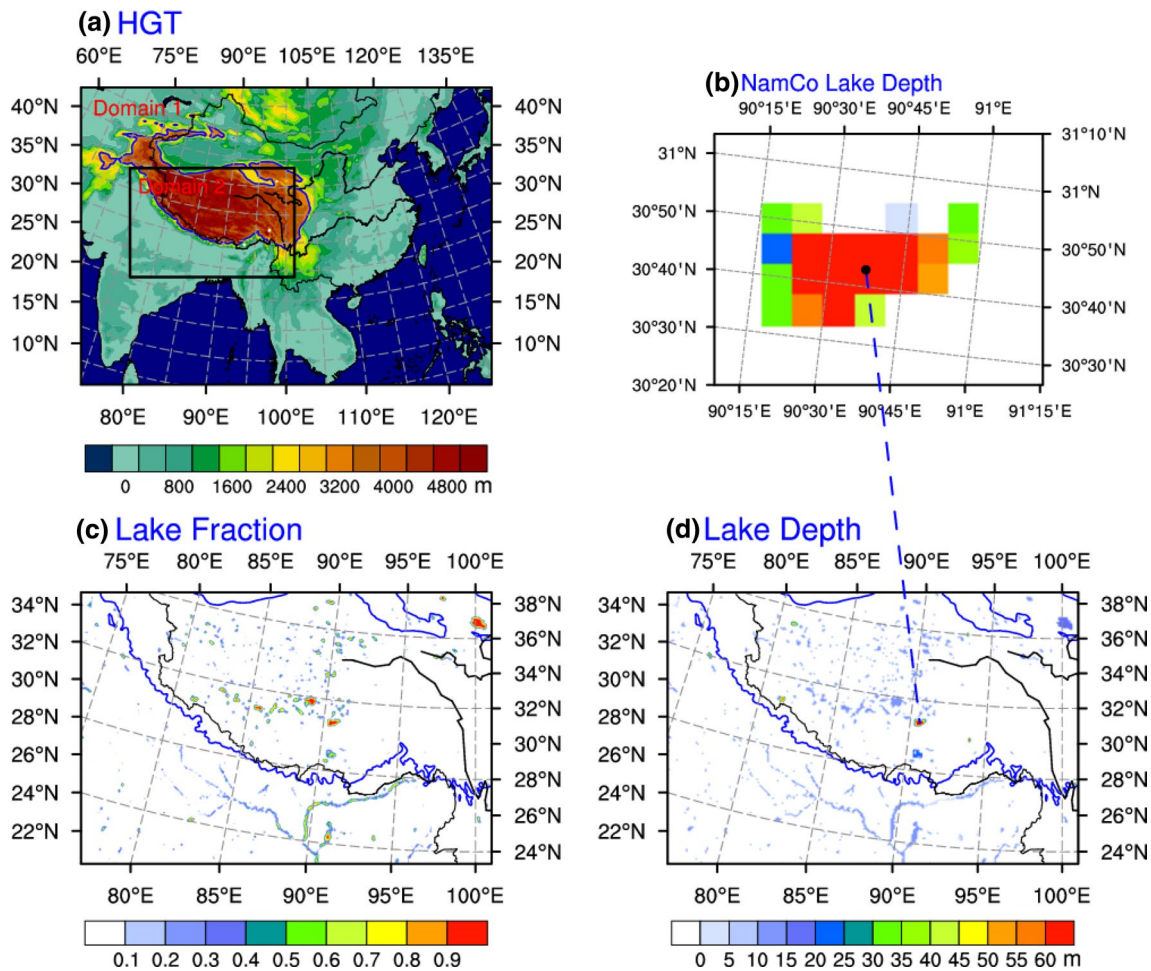 (a) HGT
60°E 75°E 90°E 105°E 120°E 135°E
40°N 40°N
Domain 1
35°N 35°N
30°N 30°N
Domain 2
25°N 25°N
20°N 20°N
15°N 15°N
10°N 10°N
80°E 90°E 100°E 110°E 120°E
0 800 1600 2400 3200 4000 4800 m
(b) NamCo Lake Depth
90°15'E 90°30'E 90°45'E 91°E
31°N 31°10'N
30°50'N 31°N
30°40'N 30°50'N
30°30'N 30°40'N
30°20'N 30°30'N
90°15'E 90°30'E 90°45'E 91°E 91°15'E
(c) Lake Fraction
75°E 80°E 85°E 90°E 95°E 100°E
34°N 38°N
32°N 36°N
30°N 34°N
28°N 32°N
26°N 30°N
24°N 28°N
22°N 26°N
24°N
80°E 85°E 90°E 95°E 100°E
0.1 0.2 0.3 0.4 0.5 0.6 0.7 0.8 0.9
(d) Lake Depth
75°E 80°E 85°E 90°E 95°E 100°E
34°N 38°N
32°N 36°N
30°N 34°N
28°N 32°N
26°N 30°N
24°N 28°N
22°N 26°N
24°N
80°E 85°E 90°E 95°E 100°E
0 5 10 15 20 25 30 35 40 45 50 55 60 m